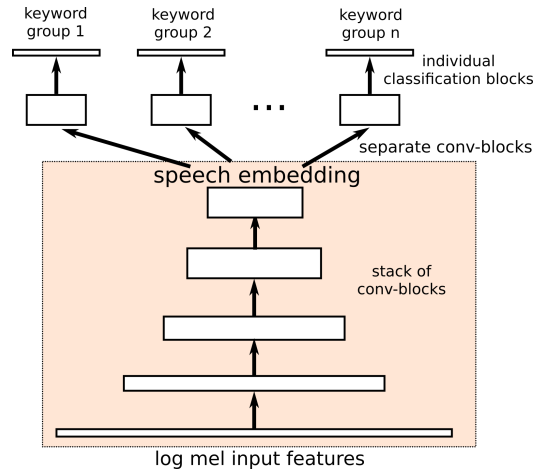 keyword
group 1
keyword
group 2
keyword
group n
individual
classification blocks
...
separate conv-blocks
speech embedding
stack of
conv-blocks
log mel input features